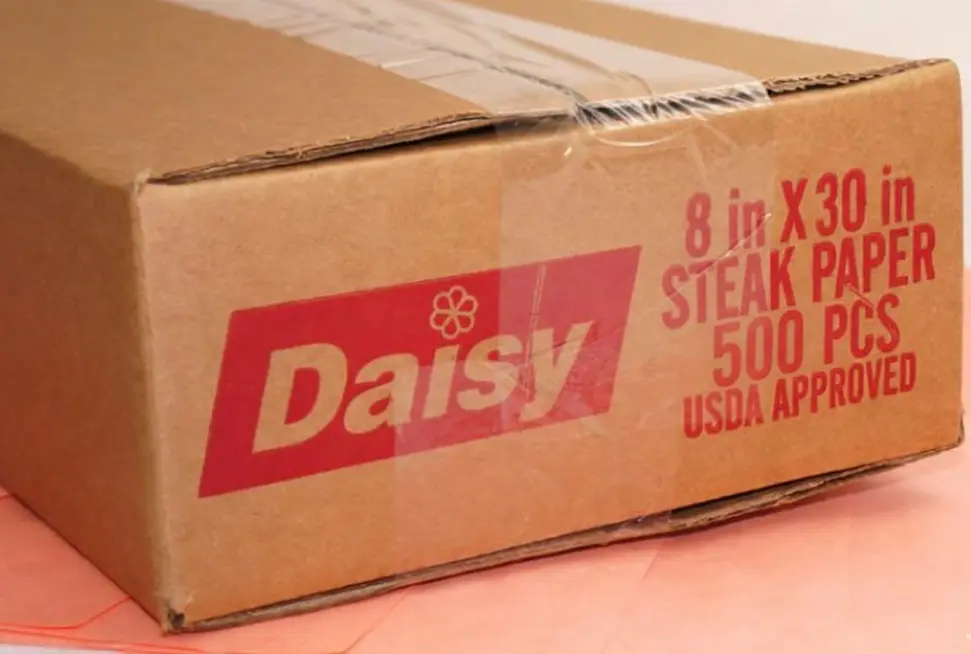 Daisy
8 in X 30 in
STEAK PAPER
500 PCS
USDA APPROVED